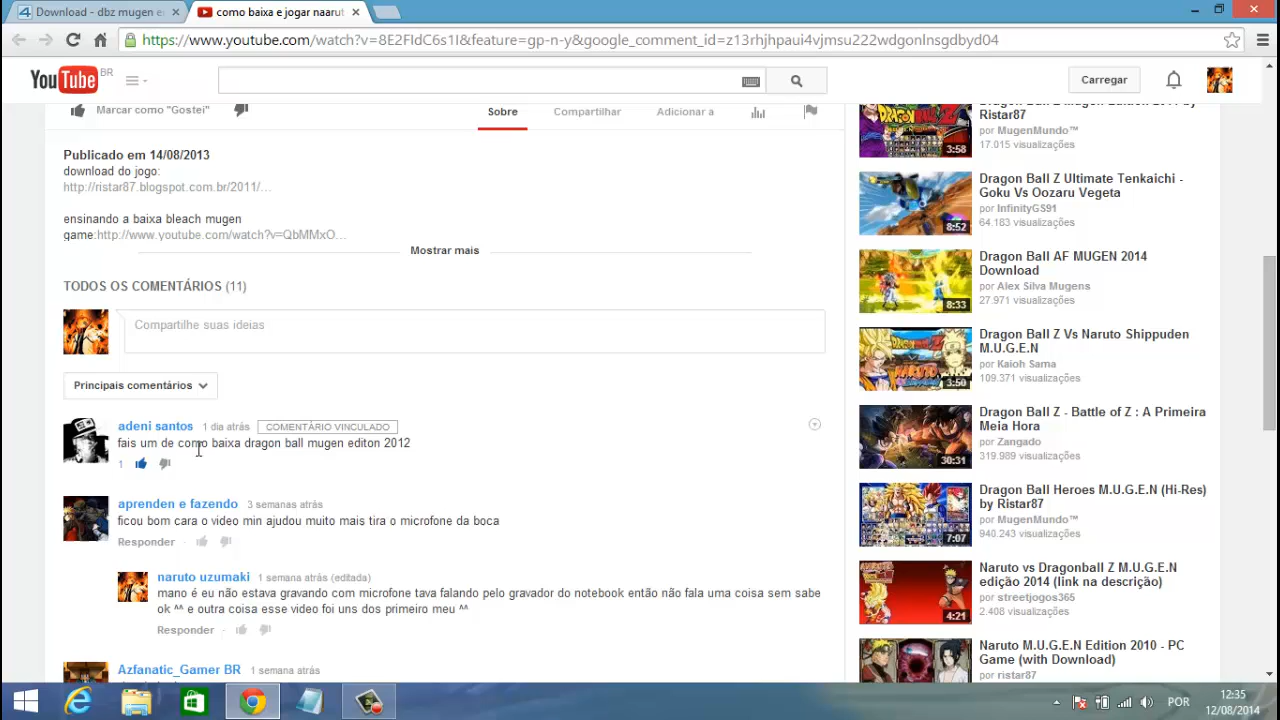 Download - dbz mugen e
como baixa e jogar naarut
https://www.youtube.com/watch?v=8E2FIdC6s1I&feature=gp-n-y&google_comment_id=z13rhjhpaui4vjmsu222wdgonlnsgdbyd04
YouTube BR
Carregar
Marcar como "Gostei"
Sobre
Compartilhar
Adicionar a
Publicado em 14/08/2013
download do jogo:
http://ristar87.blogspot.com.br/2011/...
ensinando a baixa bleach mugen
game:http://www.youtube.com/watch?v=QbMMxO...
Mostrar mais
TODOS OS COMENTÁRIOS (11)
Compartilhe suas ideias
Principais comentários
adeni santos 1 dia atrás COMENTÁRIO VINCULADO
fais um de como baixa dragon ball mugen editon 2012
1
aprenden e fazendo 3 semanas atrás
ficou bom cara o video min ajudou muito mais tira o microfone da boca
Responder
naruto uzumaki 1 semana atrás (editada)
mano é eu não estava gravando com microfone tava falando pelo gravador do notebook então não fala uma coisa sem sabe
ok ^^ e outra coisa esse video foi uns dos primeiro meu ^^
Responder
Azfanatic_Gamer BR 1 semana atrás
Ristar87
por MugenMundo™
17.015 visualizações
3:58
Dragon Ball Z Ultimate Tenkaichi -
Goku Vs Oozaru Vegeta
por InfinityGS91
64.183 visualizações
8:52
Dragon Ball AF MUGEN 2014
Download
por Alex Silva Mugens
27.971 visualizações
8:33
Dragon Ball Z Vs Naruto Shippuden
M.U.G.E.N
por Kaioh Sama
109.371 visualizações
3:50
Dragon Ball Z - Battle of Z : A Primeira
Meia Hora
por Zangado
319.989 visualizações
30:31
Dragon Ball Heroes M.U.G.E.N (Hi-Res)
by Ristar87
por MugenMundo™
940.243 visualizações
7:07
Naruto vs Dragonball Z M.U.G.E.N
edição 2014 (link na descrição)
por streetjogos365
2.408 visualizações
4:21
Naruto M.U.G.E.N Edition 2010 - PC
Game (with Download)
por ristar87
POR
12:35
12/08/2014